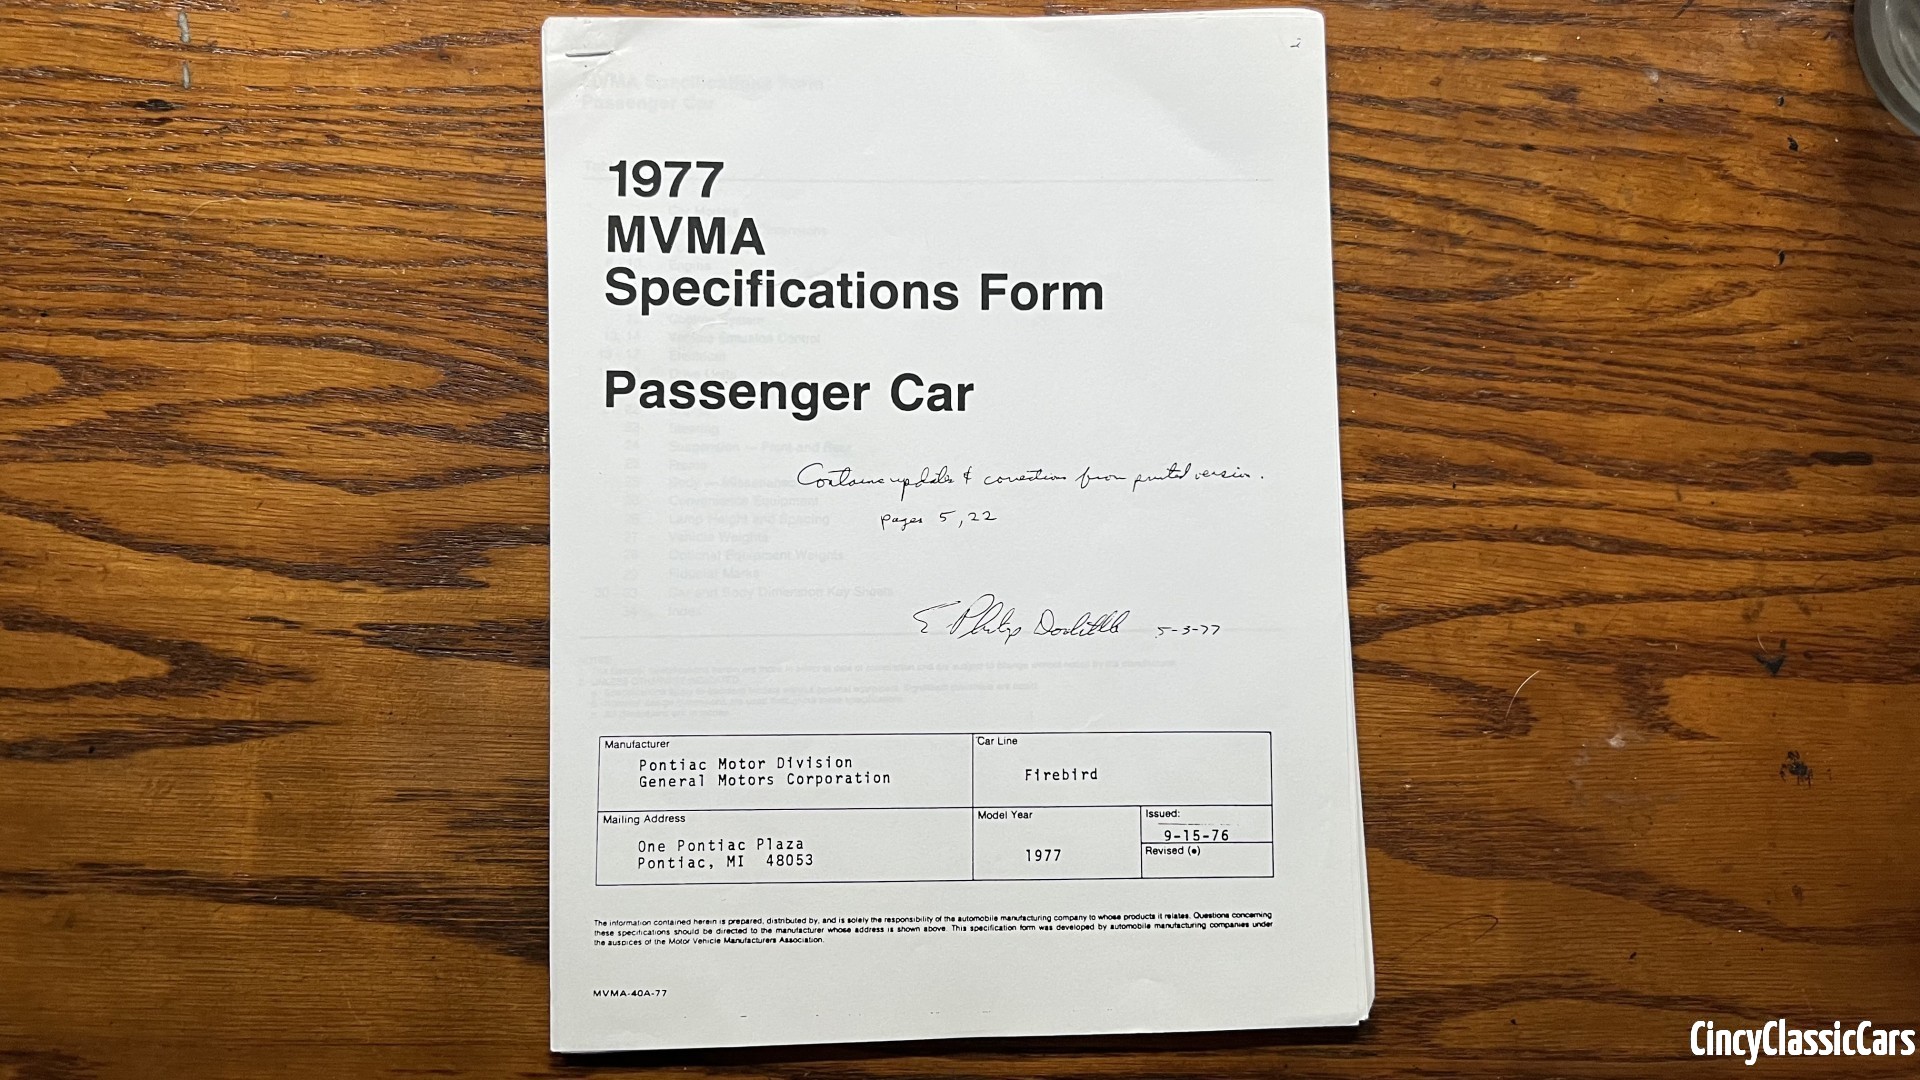 1977
MVMA
Specifications Form
Passenger Car
Contains updates & corrections from printed version.
pages 5, 22
E Philip Doolittle 5-3-77
Manufacturer
Pontiac Motor Division
General Motors Corporation
Car Line
Firebird
Mailing Address
One Pontiac Plaza
Pontiac, MI 48053
Model Year
1977
Issued:
9-15-76
Revised (•)
The information contained herein is prepared, distributed by, and is solely the responsibility of the automobile manufacturing company to whose products it relates. Questions concerning
these specifications should be directed to the manufacturer whose address is shown above. This specification form was developed by automobile manufacturing companies under
the auspices of the Motor Vehicle Manufacturers Association.
MVMA-40A-77
CincyClassicCars